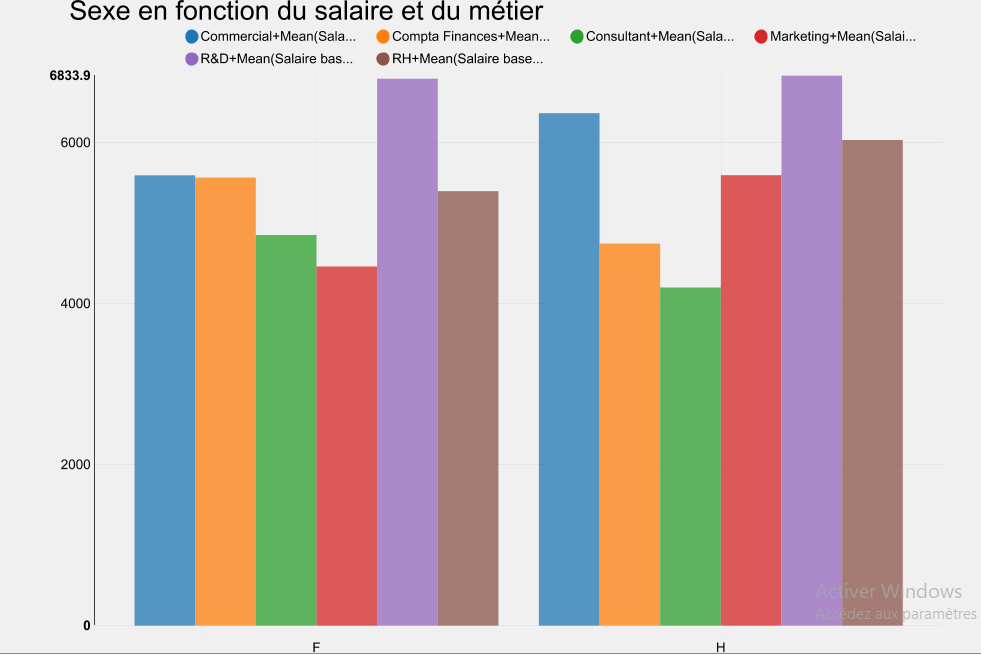 Sexe en fonction du salaire et du métier
Commercial+Mean(Sala... Compta Finances+Mean... Consultant+Mean(Sala... Marketing+Mean(Salai...
R&D+Mean(Salaire bas... RH+Mean(Salaire base...
6833.9
6000
4000
2000
0
F H
Activer Windows
Accédez aux paramètres